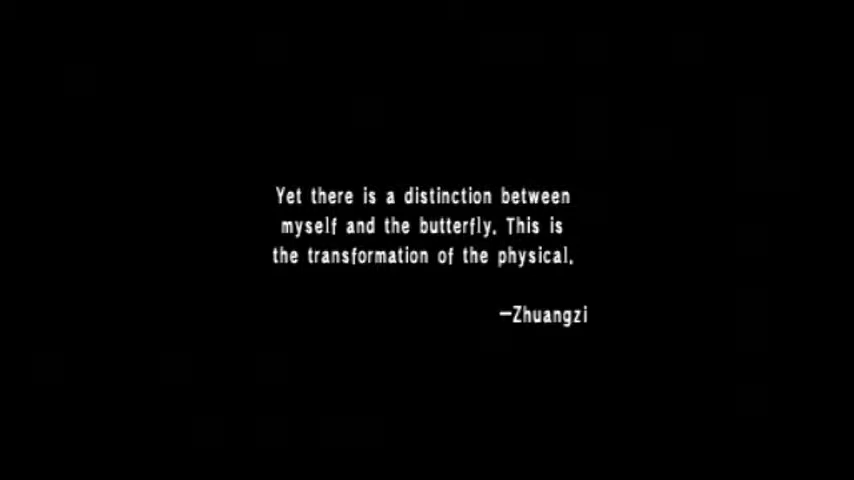 Yet there is a distinction between
myself and the butterfly. This is
the transformation of the physical.
—Zhuangzi